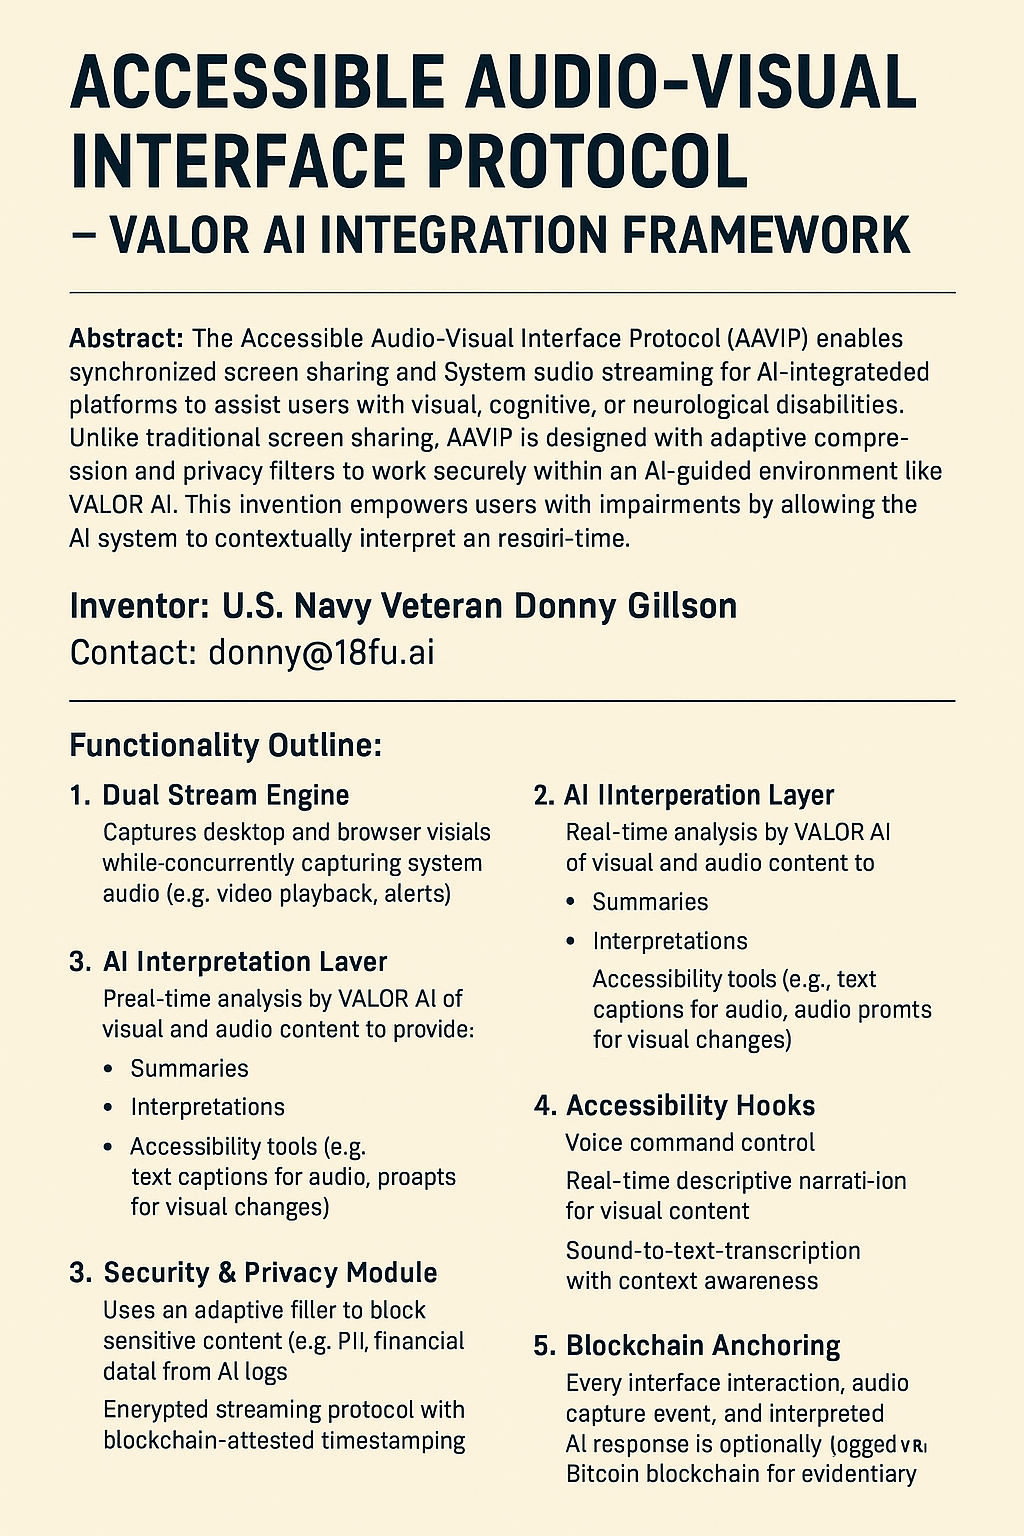 ACCESSIBLE AUDIO-VISUAL
INTERFACE PROTOCOL
– VALOR AI INTEGRATION FRAMEWORK
Abstract: The Accessible Audio-Visual Interface Protocol (AAVIP) enables
synchronized screen sharing and System sudio streaming for AI-integrateded
platforms to assist users with visual, cognitive, or neurological disabilities.
Unlike traditional screen sharing, AAVIP is designed with adaptive compre-
ssion and privacy filters to work securely within an AI-guided environment like
VALOR AI. This invention empowers users with impairments by allowing the
AI system to contextually interpret an resɑiri-time.
Inventor: U.S. Navy Veteran Donny Gillson
Contact: donny@18fu.ai
Functionality Outline:
1. Dual Stream Engine
Captures desktop and browser visials
while-concurrently capturing system
audio (e.g. video playback, alerts)
3. AI Interpretation Laver
Preal-time analysis by VALOR AI of
visual and audio content to provide:
• Summaries
• Interpretations
• Accessibility tools (e.g.
text captions for audio, proapts
for visual changes)
3. Security & Privacy Module
Uses an adaptive filler to block
sensitive content (e.g. PII, financial
datal from AI logs
Enerypted streaming protocol with
blockchain-attested timestamping
2. AI IInterperation Layer
Real-time analysis by VALOR AI
of visual and audio content to
• Summaries
• Interpretations
Accessibility tools (e.g., text
captions for audio, audio promts
for visual changes)
4. Accessibility Hooks
Voice command control
Real-time descriptive narrati-ion
for visual content
Sound-to-text-transcription
with context awareness
5. Blockchain Anchoring
Every interface interaction, audio
capture event, and interpreted
AI response is optionally (ogged
Bitcoin blockchain for evidentiary